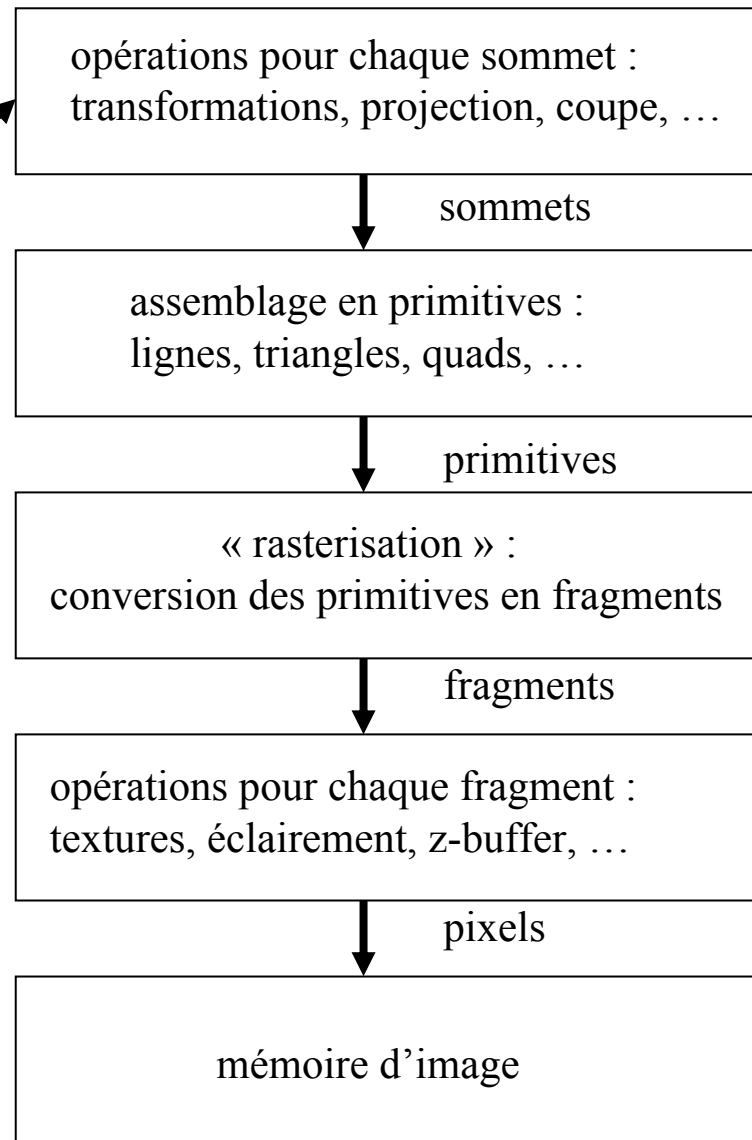 opérations pour chaque sommet :
transformations, projection, coupe, …
sommets
assemblage en primitives :
lignes, triangles, quads, …
primitives
« rasterisation » :
conversion des primitives en fragments
fragments
opérations pour chaque fragment :
textures, éclairement, z-buffer, …
pixels
mémoire d’image